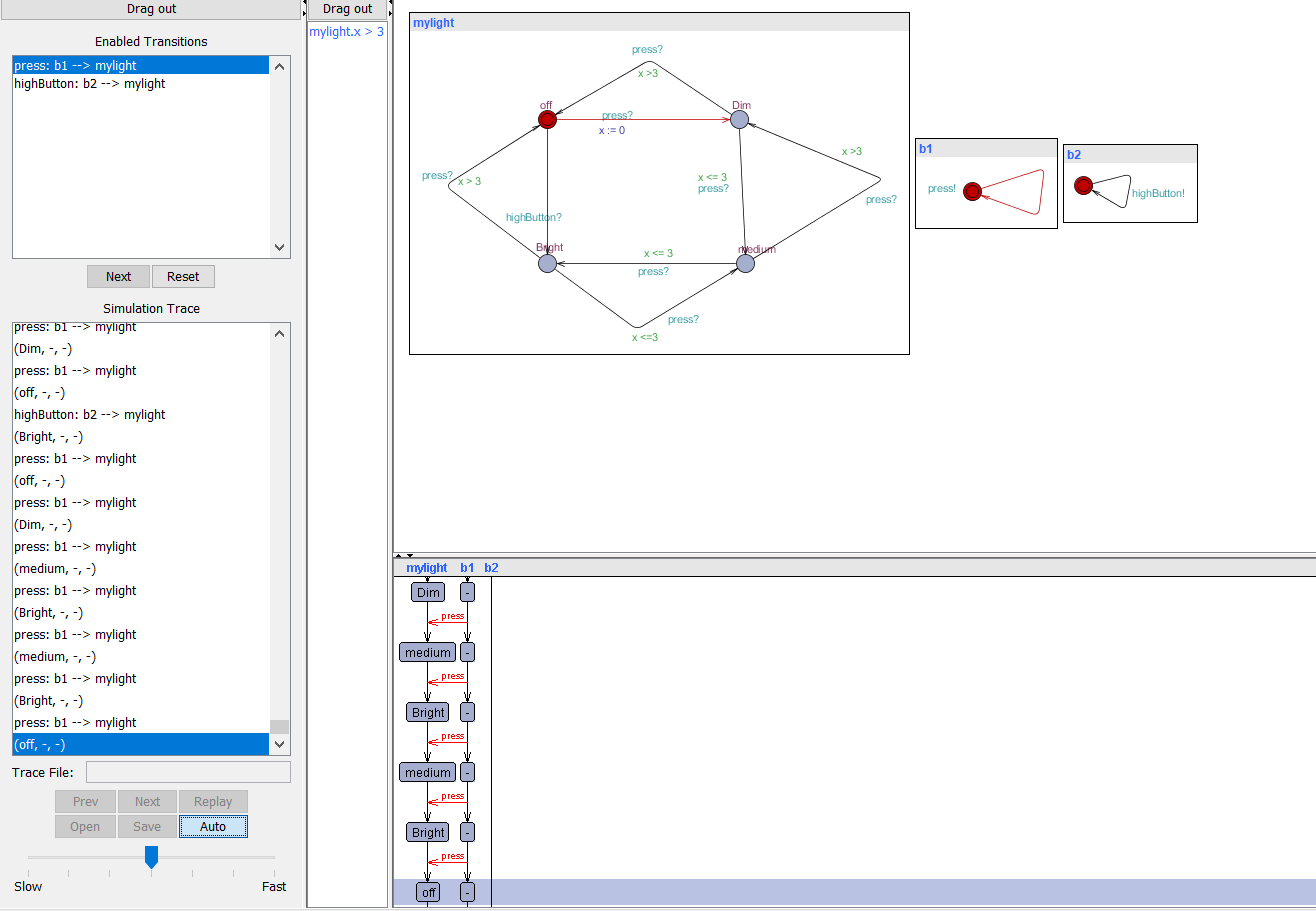 Drag out
Enabled Transitions
press: b1 --> mylight
highButton: b2 --> mylight
Next
Reset
Simulation Trace
press: b1 --> mylight
(Dim, -, -)
press: b1 --> mylight
(off, -, -)
highButton: b2 --> mylight
(Bright, -, -)
press: b1 --> mylight
(off, -, -)
press: b1 --> mylight
(Dim, -, -)
press: b1 --> mylight
(medium, -, -)
press: b1 --> mylight
(Bright, -, -)
press: b1 --> mylight
(medium, -, -)
press: b1 --> mylight
(Bright, -, -)
press: b1 --> mylight
(off, -, -)
Trace File:
Prev
Next
Replay
Open
Save
Auto
Slow
Fast
Drag out
mylight.x > 3
mylight
press?
x >3
off
Dim
press?
x := 0
x >3
press?
x > 3
x <= 3
press?
press?
highButton?
Bright
medium
x <= 3
press?
press?
x <=3
b1
press!
b2
highButton!
mylight b1 b2
Dim -
press
medium -
press
Bright -
press
medium -
press
Bright -
press
off -